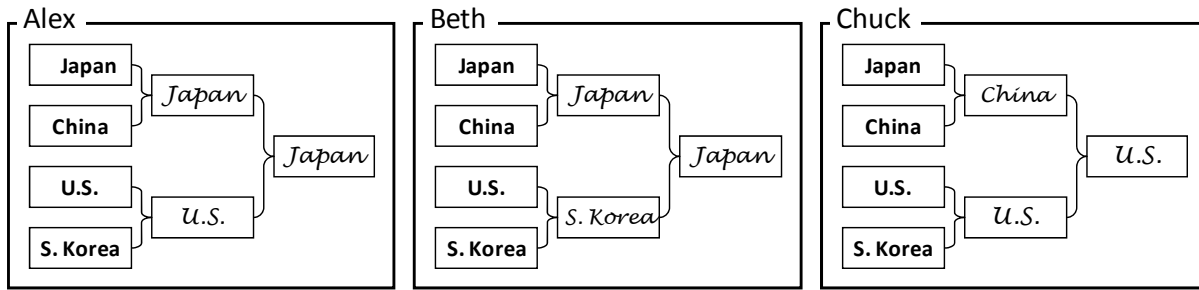 Alex
Japan
China
U.S.
S. Korea
Japan
U.S.
Japan
Beth
Japan
China
U.S.
S. Korea
Japan
S. Korea
Japan
Chuck
Japan
China
U.S.
S. Korea
China
U.S.
U.S.